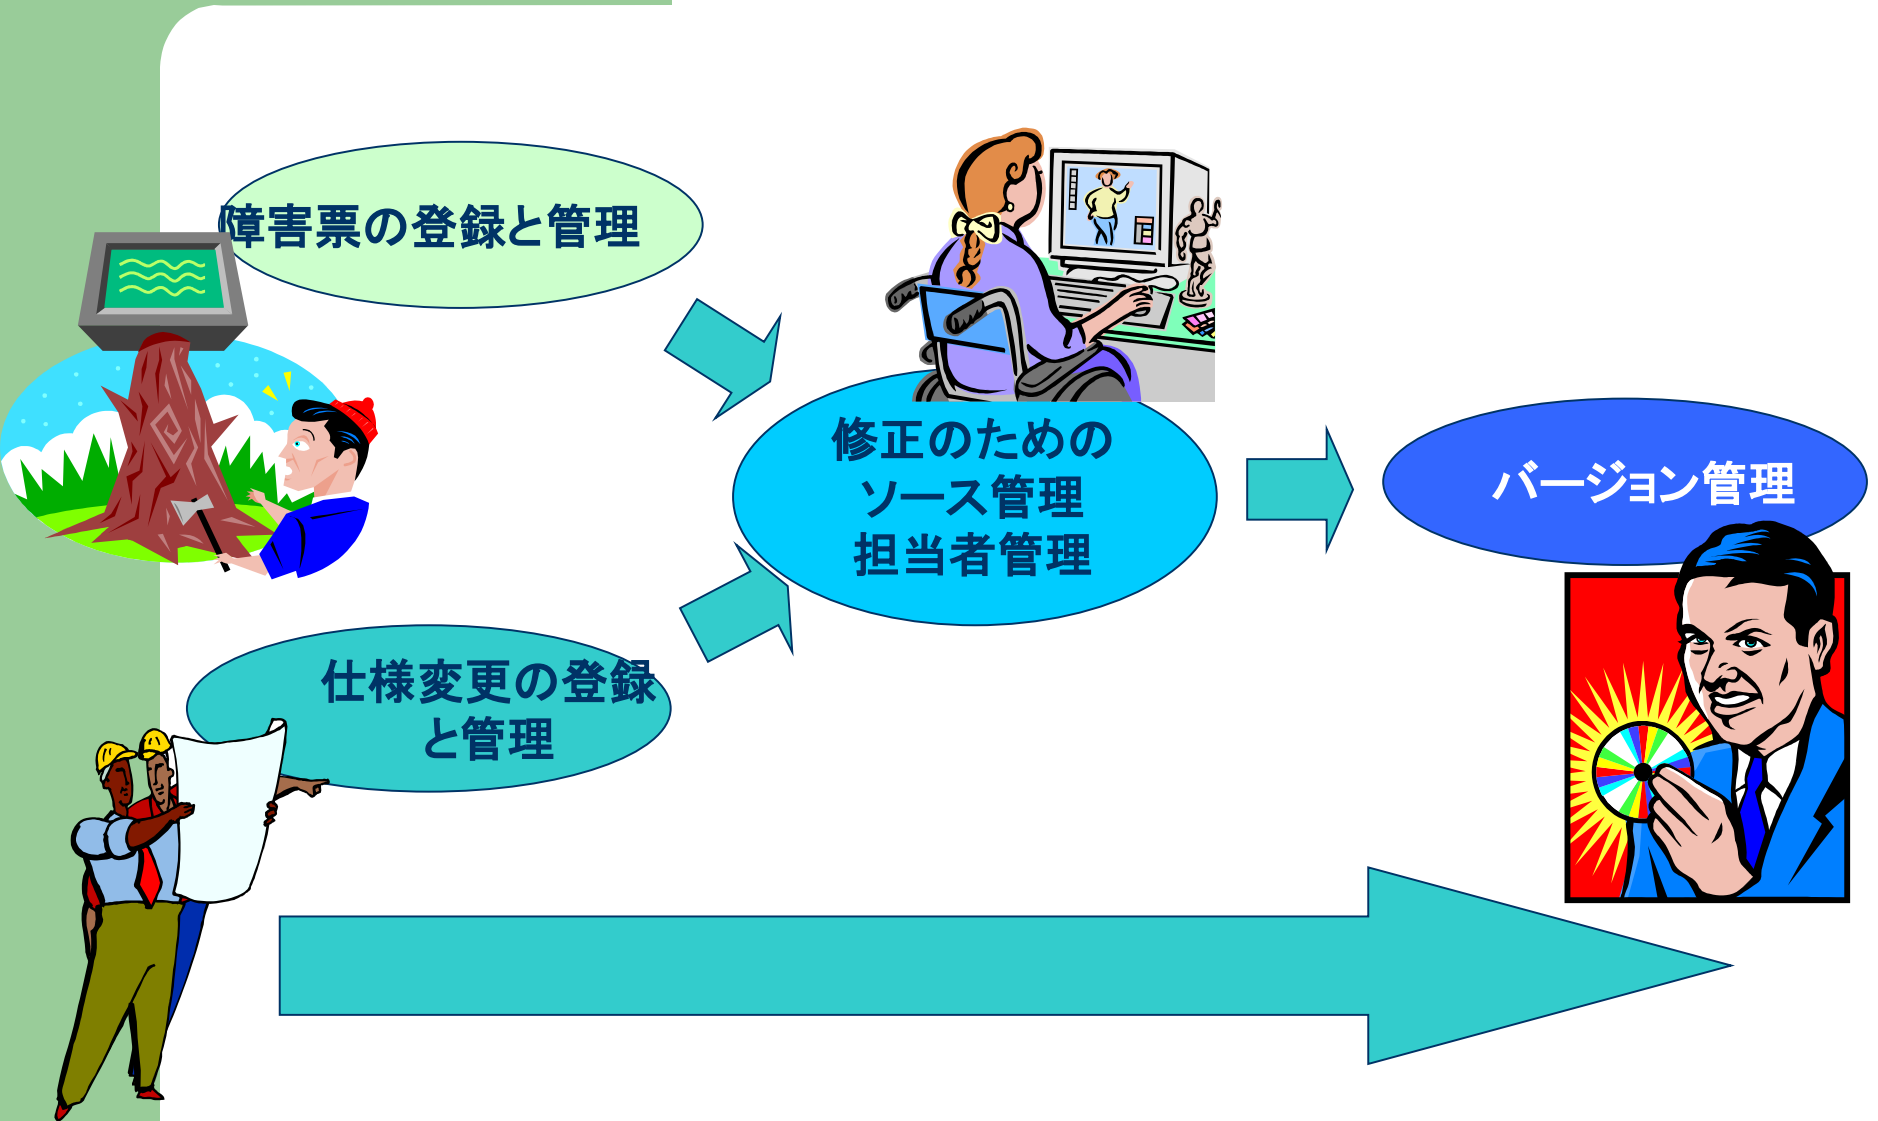 障害票の登録と管理
修正のための
ソース管理
担当者管理
バージョン管理
仕様変更の登録
と管理